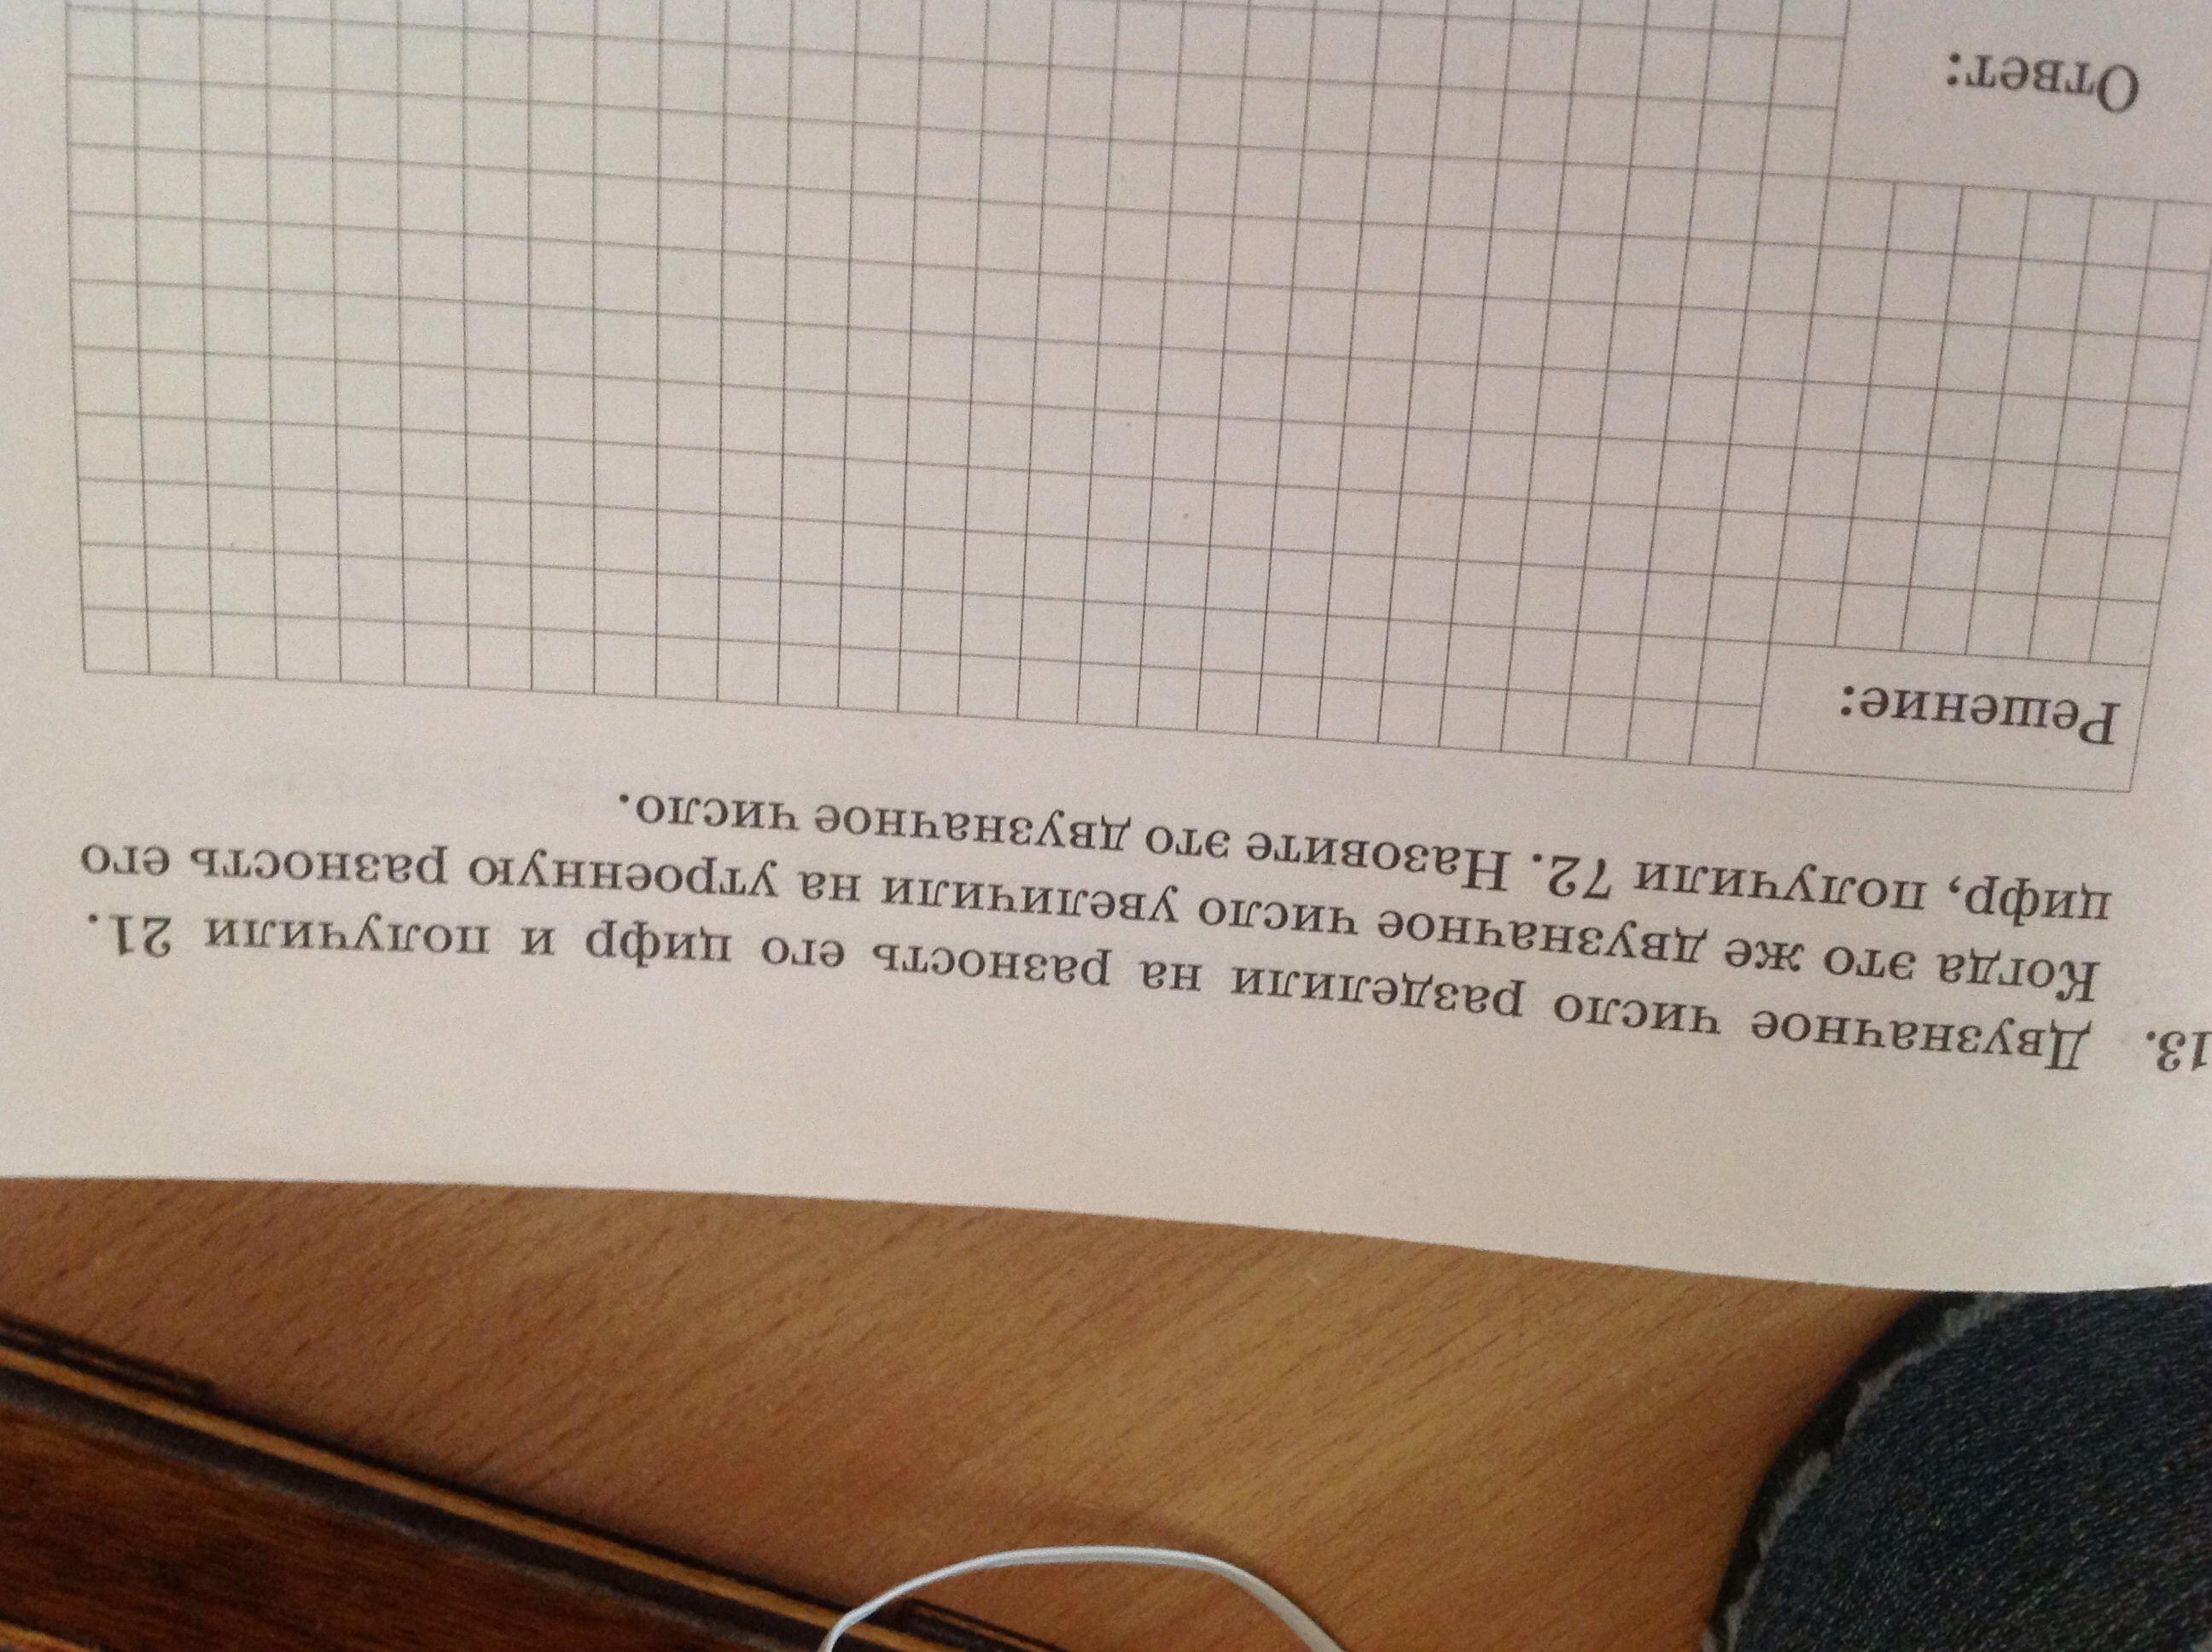 13. Двузначное число разделили на разность его цифр и получили 21.
Когда это же двузначное число увеличили на утроенную разность его
цифр, получили 72. Назовите это двузначное число.
Решение:
Ответ: